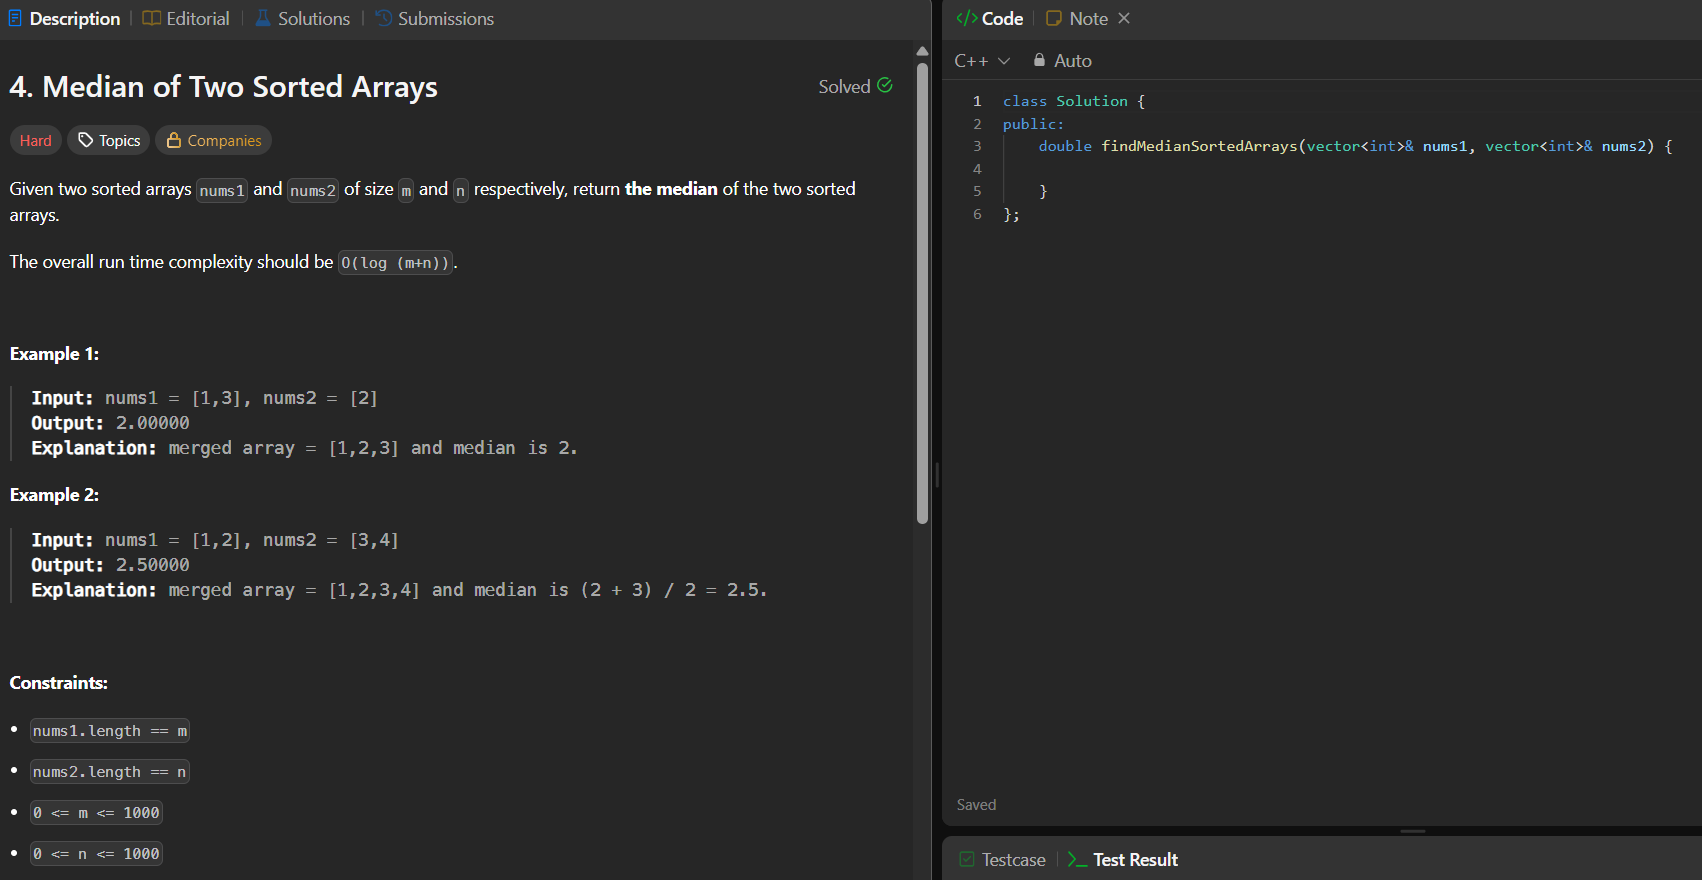 Description | Editorial | Solutions | Submissions
4. Median of Two Sorted Arrays
Solved
Hard Topics Companies
Given two sorted arrays nums1 and nums2 of size m and n respectively, return the median of the two sorted
arrays.
The overall run time complexity should be O(log (m+n)).
Example 1:
Input: nums1 = [1,3], nums2 = [2]
Output: 2.00000
Explanation: merged array = [1,2,3] and median is 2.
Example 2:
Input: nums1 = [1,2], nums2 = [3,4]
Output: 2.50000
Explanation: merged array = [1,2,3,4] and median is (2 + 3) / 2 = 2.5.
Constraints:
• nums1.length == m
• nums2.length == n
• 0 <= m <= 1000
• 0 <= n <= 1000
</> Code | Note ×
C++ Auto
1 class Solution {
2 public:
3     double findMedianSortedArrays(vector<int>& nums1, vector<int>& nums2) {
4
5     }
6 };
Saved
Testcase | >_ Test Result